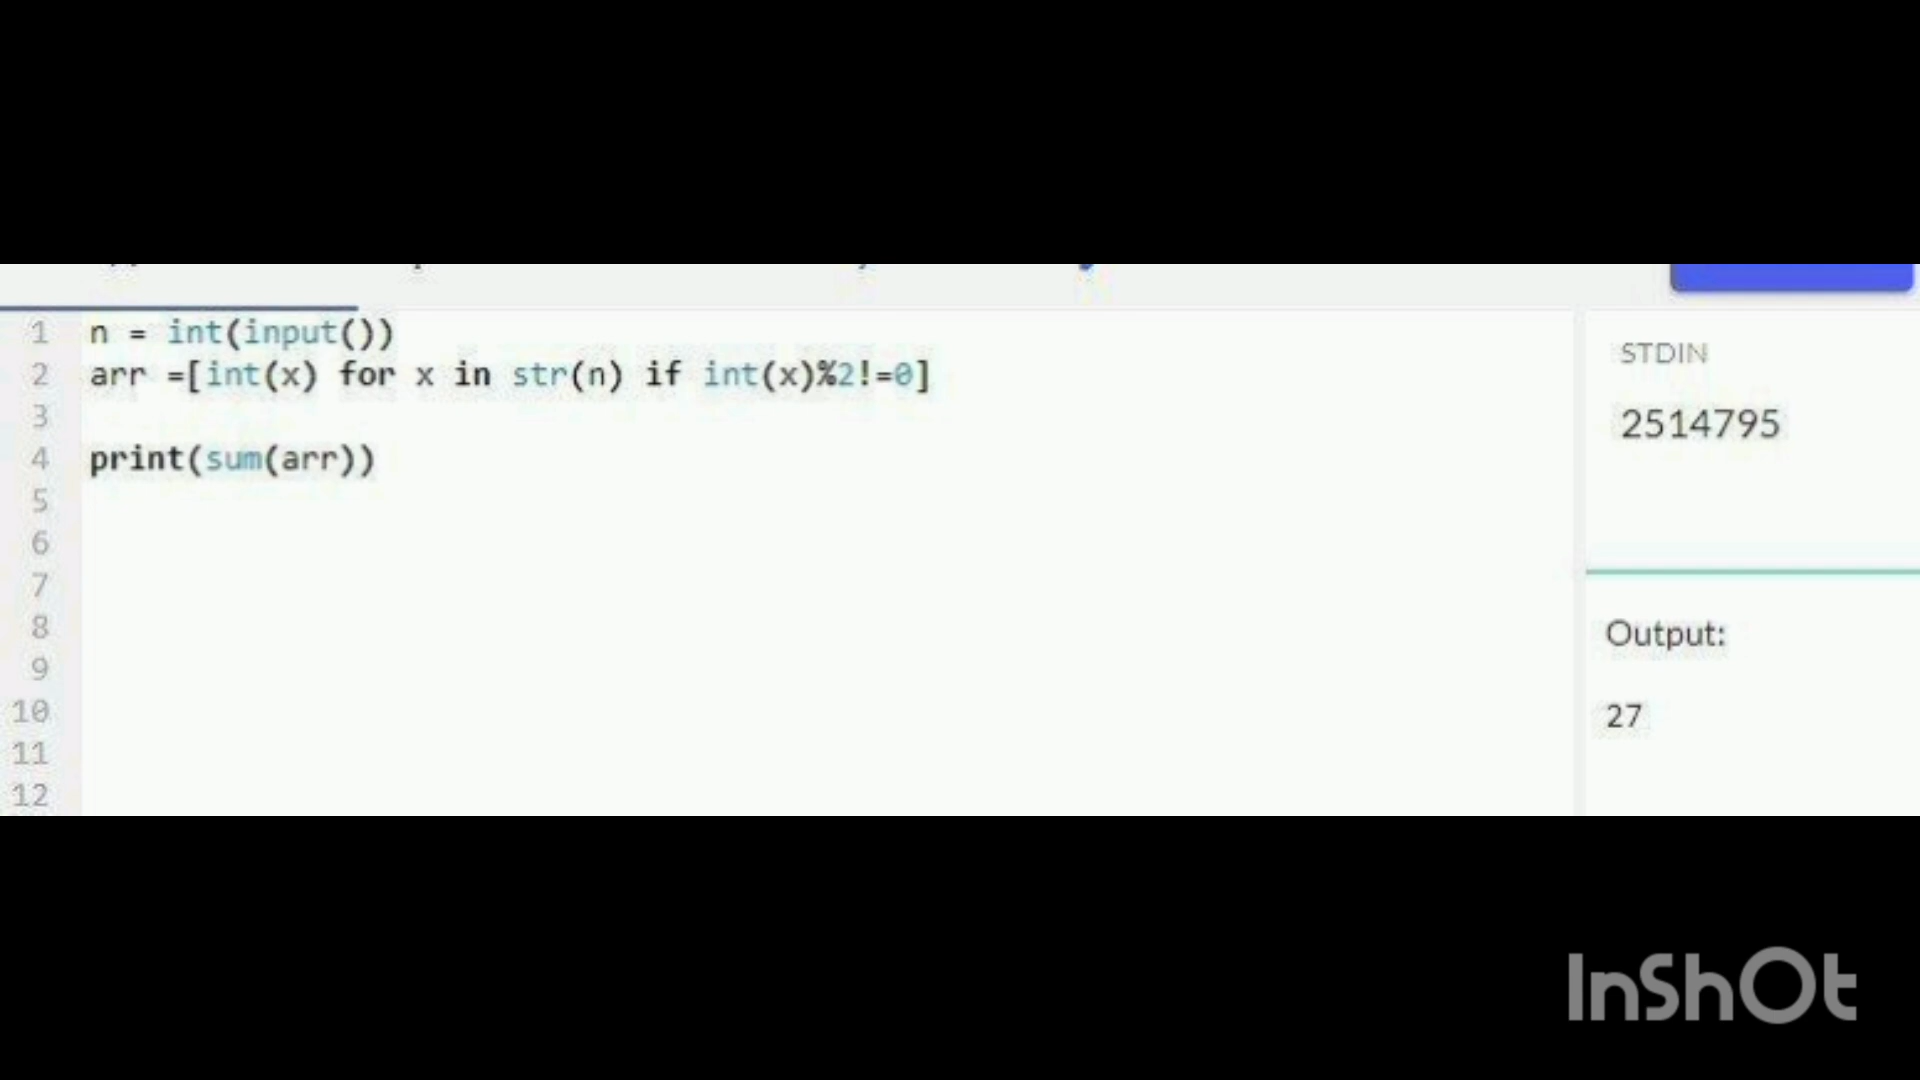 1 n = int(input())
2 arr =[int(x) for x in str(n) if int(x)%2!=0]
3
4 print(sum(arr))
5
6
7
8
9
10
11
12
STDIN
2514795
Output:
27
InShOt